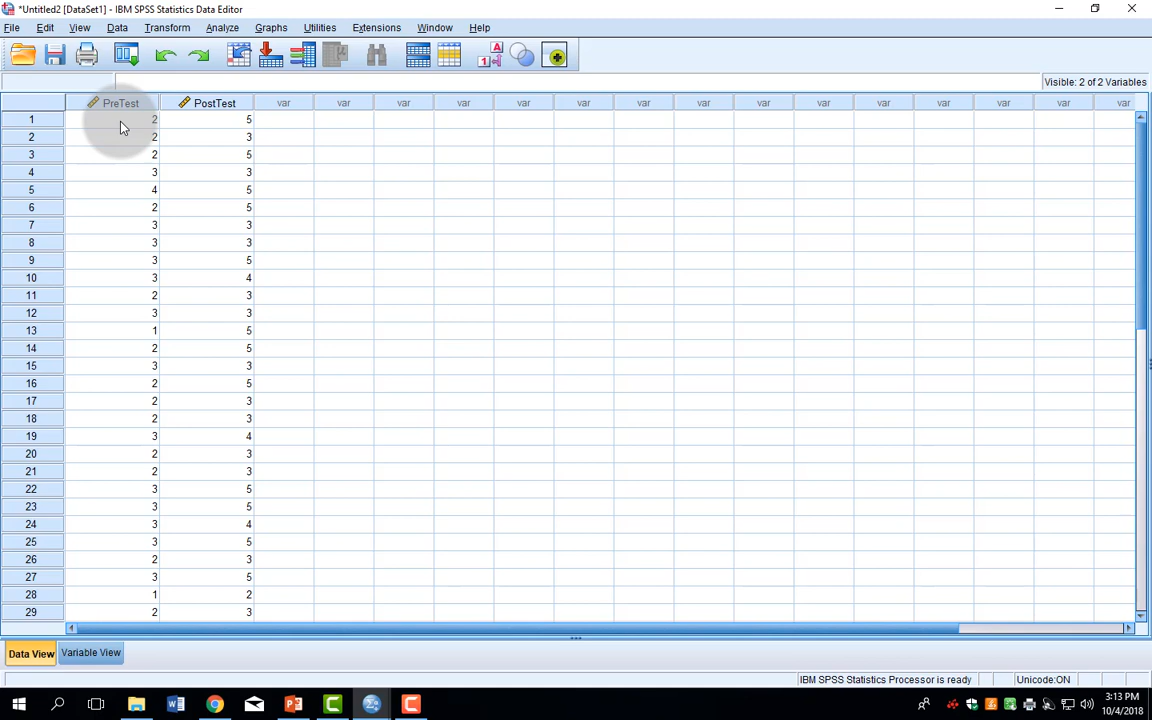 *Untitled2 [DataSet1] - IBM SPSS Statistics Data Editor
File Edit View Data Transform Analyze Graphs Utilities Extensions Window Help
Visible: 2 of 2 Variables
PreTest PostTest var var var var var var var var var var var var var var var
1 2 5
2 2 3
3 2 5
4 3 3
5 4 5
6 2 5
7 3 3
8 3 3
9 3 5
10 3 4
11 2 3
12 3 3
13 1 5
14 2 5
15 3 3
16 2 5
17 2 3
18 2 3
19 3 4
20 2 3
21 2 3
22 3 5
23 3 5
24 3 4
25 3 5
26 2 3
27 3 5
28 1 2
29 2 3
Data View Variable View
IBM SPSS Statistics Processor is ready Unicode:ON
3:13 PM
10/4/2018